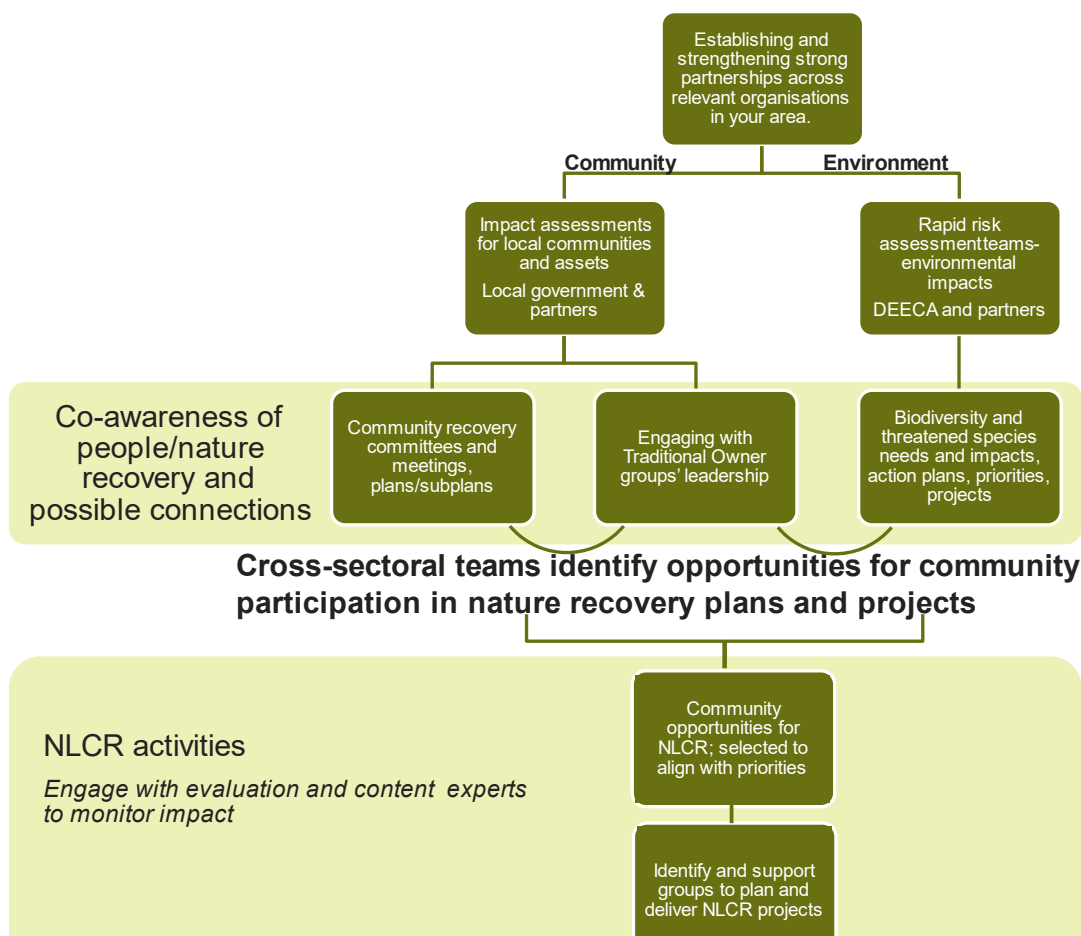 Establishing and
strengthening strong
partnerships across
relevant organisations
in your area.
Community
Environment
Impact assessments
for local communities
and assets
Local government &
partners
Rapid risk
assessmentteams-
environmental
impacts
DEECA and partners
Co-awareness of
people/nature
recovery and
possible connections
Community recovery
committees and
meetings,
plans/subplans
Engaging with
Traditional Owner
groups' leadership
Biodiversity and
threatened species
needs and impacts,
action plans, priorities,
projects
Cross-sectoral teams identify opportunities for community
participation in nature recovery plans and projects
NLCR activities
Engage with evaluation and content experts
to monitor impact
Community
opportunities for
NLCR; selected to
align with priorities
Identify and support
groups to plan and
deliver NLCR projects